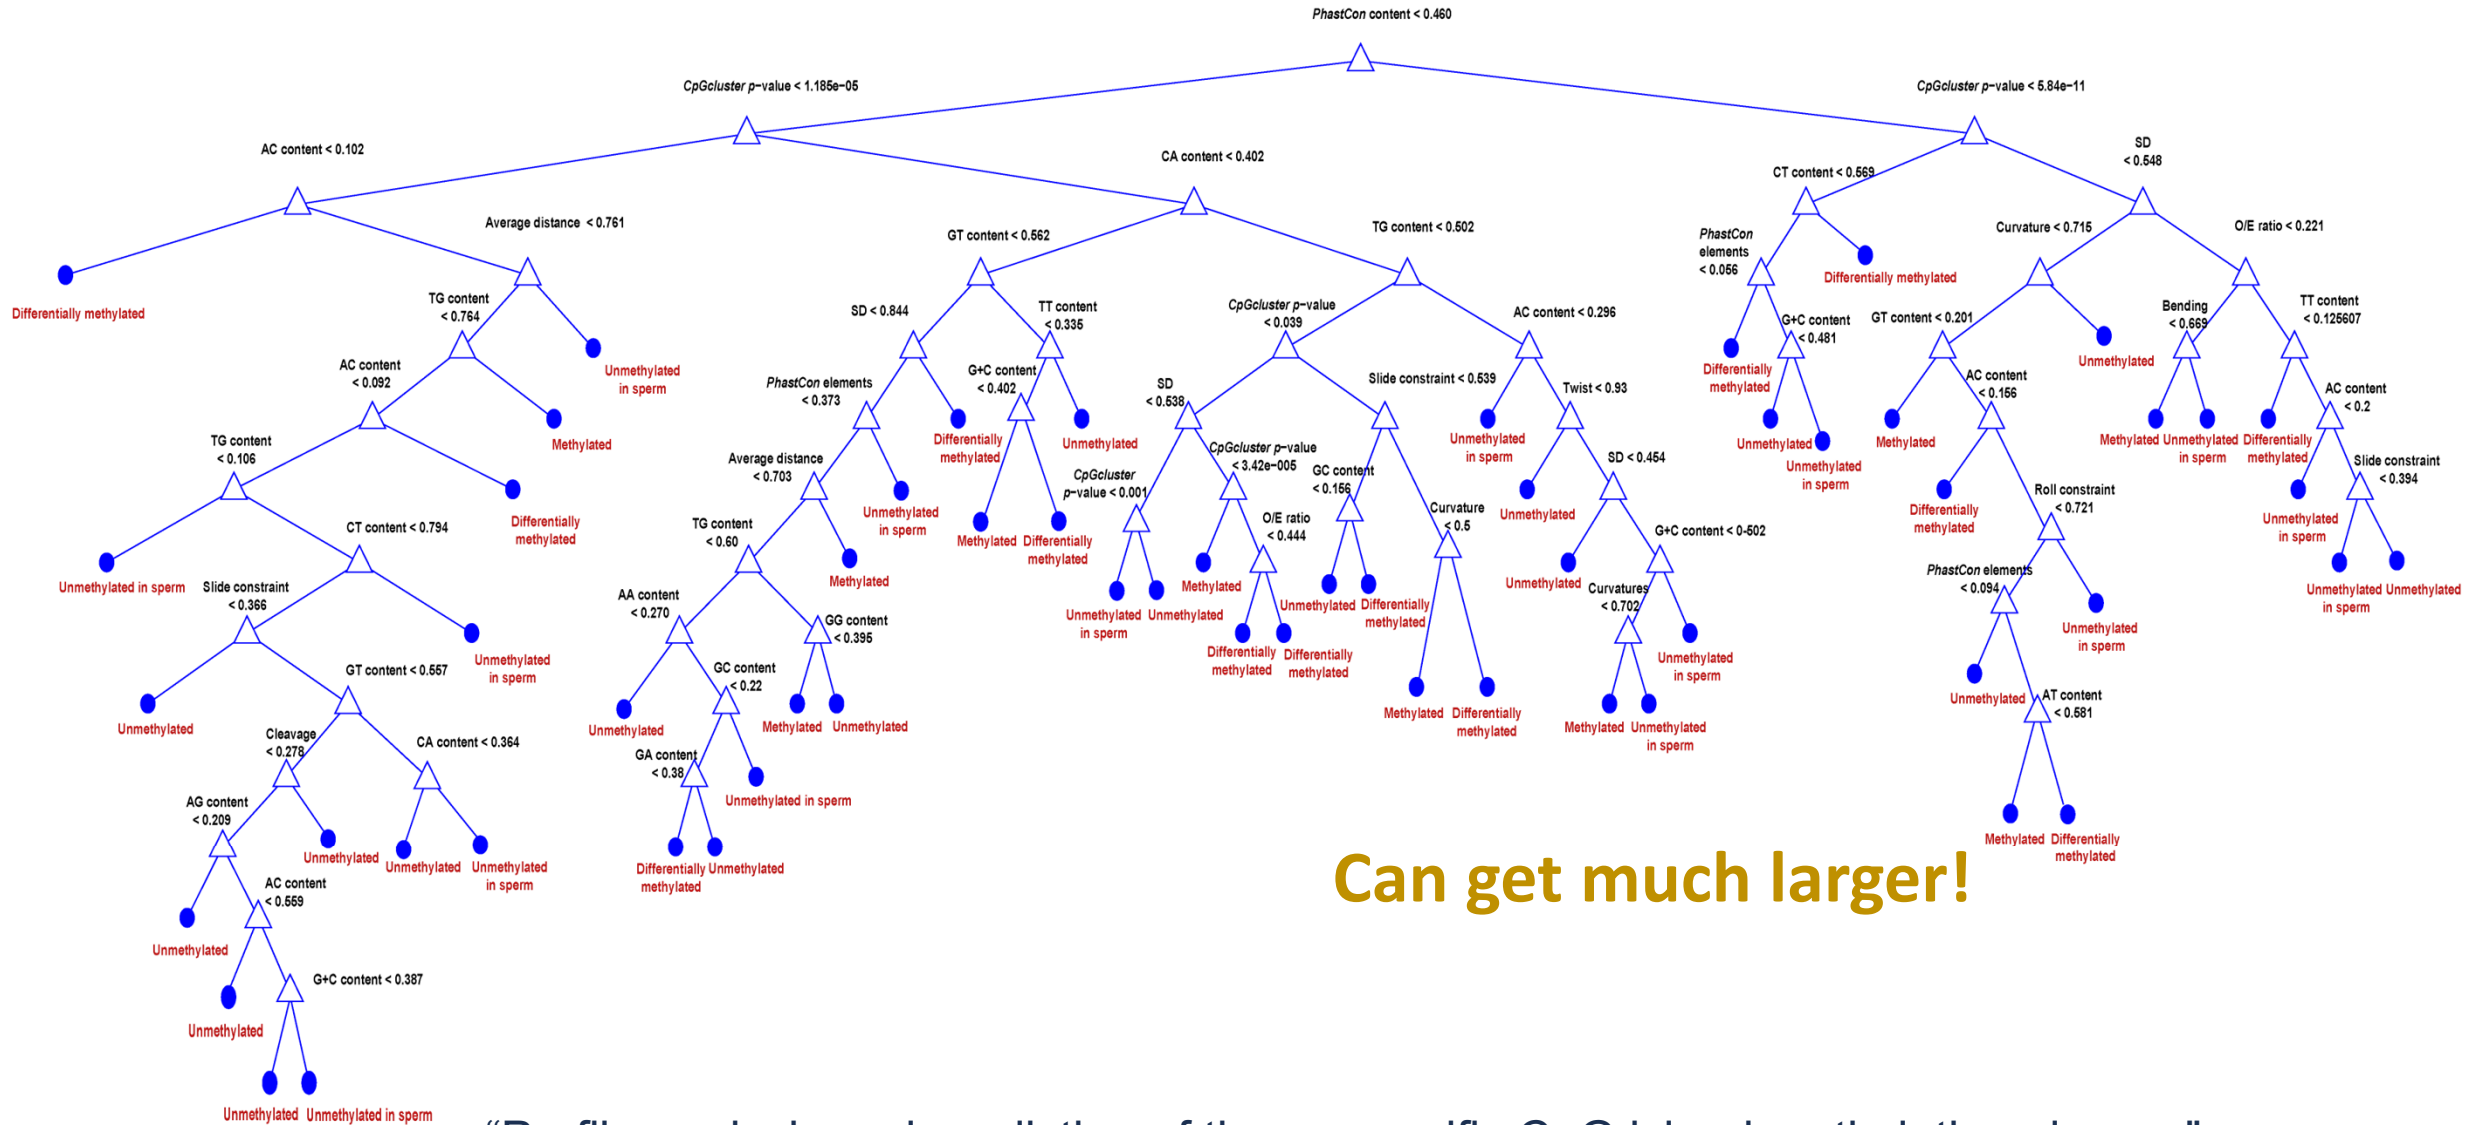 PhastCon content < 0.460
CpGcluster p-value < 1.185e-05
CpGcluster p-value < 5.84e-11
AC content < 0.102
CA content < 0.402
SD
< 0.548
CT content < 0.569
Average distance < 0.761
GT content < 0.562
TG content < 0.502
PhastCon
elements
< 0.056
Curvature < 0.715
O/E ratio < 0.221
Differentially methylated
Differentially methylated
TG content
< 0.764
SD < 0.844
TT content
< 0.335
CpGcluster p-value
< 0.039
AC content < 0.296
G+C content
< 0.481
GT content < 0.201
Bending
< 0.669
TT content
< 0.125607
Unmethylated
in sperm
AC content
< 0.092
PhastCon elements
< 0.373
G+C content
< 0.402
SD
< 0.538
Slide constraint < 0.539
Twist < 0.93
Differentially
methylated
AC content
< 0.156
Unmethylated
AC content
< 0.2
Methylated
TG content
< 0.106
Average distance
< 0.703
Differentially
methylated
Unmethylated
CpGcluster p-value
< 3.42e-005
CpGcluster
p-value < 0.001
GC content
< 0.156
Unmethylated
in sperm
SD < 0.454
Unmethylated
Unmethylated
in sperm
Methylated
Methylated
Unmethylated
in sperm
Differentially
methylated
Slide constraint
< 0.394
Differentially
methylated
CT content < 0.794
TG content
< 0.60
Unmethylated
in sperm
Methylated
Differentially
methylated
O/E ratio
< 0.444
Curvature
< 0.5
Unmethylated
G+C content < 0-502
Differentially
methylated
Roll constraint
< 0.721
Unmethylated
in sperm
Unmethylated in sperm
Slide constraint
< 0.366
AA content
< 0.270
Methylated
GG content
< 0.395
Unmethylated
in sperm
Unmethylated
Methylated
Unmethylated
Differentially
methylated
Unmethylated
Curvatures
< 0.702
PhastCon elements
< 0.094
Unmethylated
in sperm
Unmethylated
Unmethylated
in sperm
GT content < 0.557
GC content
< 0.22
Differentially
methylated
Differentially
methylated
Unmethylated
in sperm
Unmethylated
in sperm
Unmethylated
Cleavage
< 0.278
CA content < 0.364
Unmethylated
GA content
< 0.38
Methylated
Unmethylated
Methylated
Differentially
methylated
Methylated
Unmethylated
in sperm
Unmethylated
AT content
< 0.581
AG content
< 0.209
Unmethylated in sperm
Unmethylated
Unmethylated
Unmethylated
in sperm
Differentially
methylated
Unmethylated
Methylated
Differentially
methylated
Can get much larger!
AC content
< 0.559
Unmethylated
G+C content < 0.387
Unmethylated
Unmethylated
Unmethylated in sperm